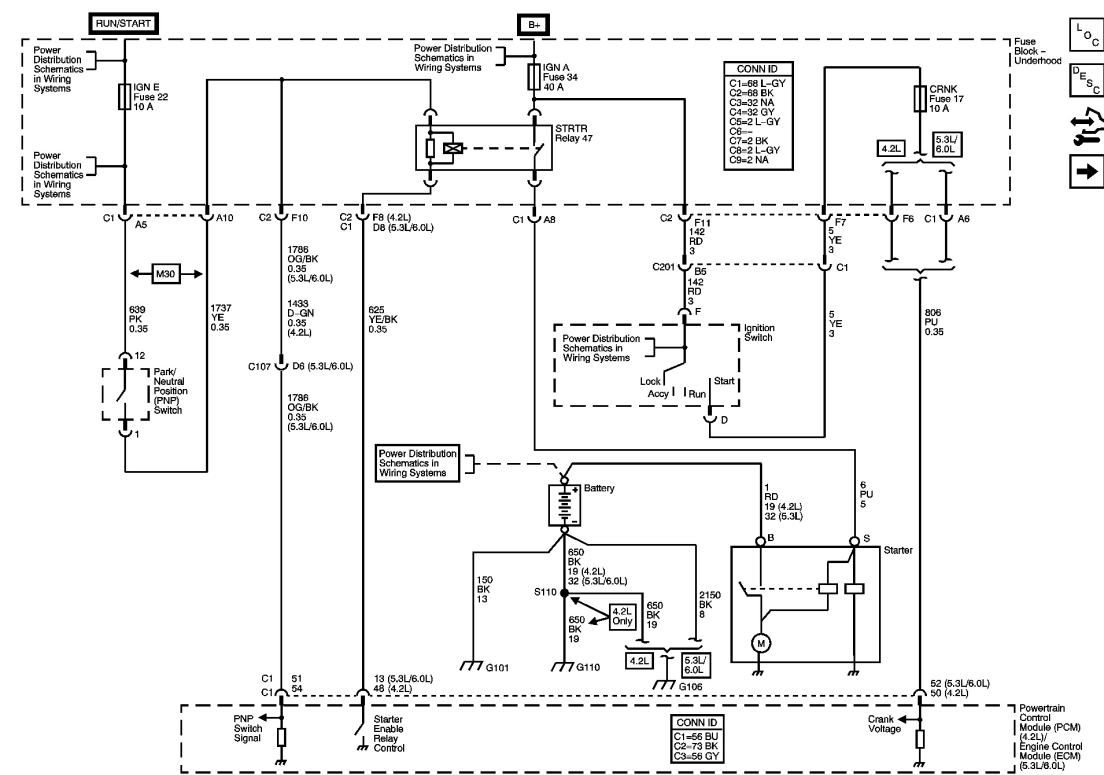 RUN/START
B+
Power
Distribution
Schematics
in Wiring
Systems
IGN E
Fuse 22
10 A
Power
Distribution
Schematics
in Wiring
Systems
Power Distribution
Schematics in
Wiring Systems
IGN A
Fuse 34
40 A
STRTR
Relay 47
CONN ID
C1=68 L-GY
C2=68 BK
C3=32 NA
C4=32 GY
C5=2 L-GY
C6=-
C7=2 BK
C8=2 L-GY
C9=2 NA
CRNK
Fuse 17
10 A
4.2L
5.3L/
6.0L
Fuse
Block –
Underhood
L
O
C
D
E
S
C
C1
A5
A10
C2
F10
C2
F8 (4.2L)
C1
D8 (5.3L/6.0L)
C1
A8
C2
F11
F7
F6
C1
A6
142
RD
3
5
YE
3
C201
B5
C1
142
RD
3
F
5
YE
3
M30
1786
OG/BK
0.35
(5.3L/6.0L)
639
PK
0.35
1737
YE
0.35
1433
D-GN
0.35
(4.2L)
625
YE/BK
0.35
806
PU
0.35
Ignition
Switch
Power Distribution
Schematics in
Wiring Systems
Lock
Accy
Run
Start
D
12
Park/
Neutral
Position
(PNP)
Switch
1
C107
D6 (5.3L/6.0L)
1786
OG/BK
0.35
(5.3L/6.0L)
Power Distribution
Schematics in
Wiring Systems
+
Battery
-
1
RD
19 (4.2L)
32 (5.3L)
6
PU
5
B
S
Starter
M
650
BK
19 (4.2L)
32 (5.3L/6.0L)
150
BK
13
S110
650
BK
19
4.2L
Only
650
BK
19
2150
BK
8
4.2L
5.3L/
6.0L
G101
G110
G106
C1
51
C1
54
13 (5.3L/6.0L)
48 (4.2L)
52 (5.3L/6.0L)
50 (4.2L)
PNP
Switch
Signal
Starter
Enable
Relay
Control
CONN ID
C1=56 BU
C2=73 BK
C3=56 GY
Crank
Voltage
Powertrain
Control
Module (PCM)
(4.2L)/
Engine Control
Module (ECM)
(5.3L/6.0L)